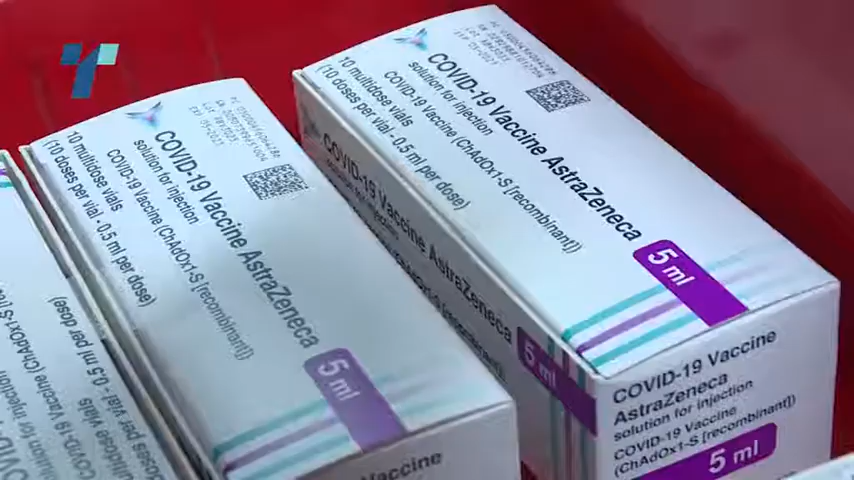 COVID-19 Vaccine AstraZeneca
solution for injection
COVID-19 Vaccine (ChAdOx1-S [recombinant])
10 multidose vials
(10 doses per vial - 0.5 ml per dose)
5 ml
COVID-19 Vaccine AstraZeneca
5 ml
COVID-19 Vaccine
AstraZeneca
solution for injection
COVID-19 Vaccine
(ChAdOx1-S [recombinant])
5 ml
COVID-19 Vaccine AstraZeneca
solution for injection
COVID-19 Vaccine (ChAdOx1-S [recombinant])
10 multidose vials
(10 doses per vial - 0.5 ml per dose)
5 ml
Vaccine